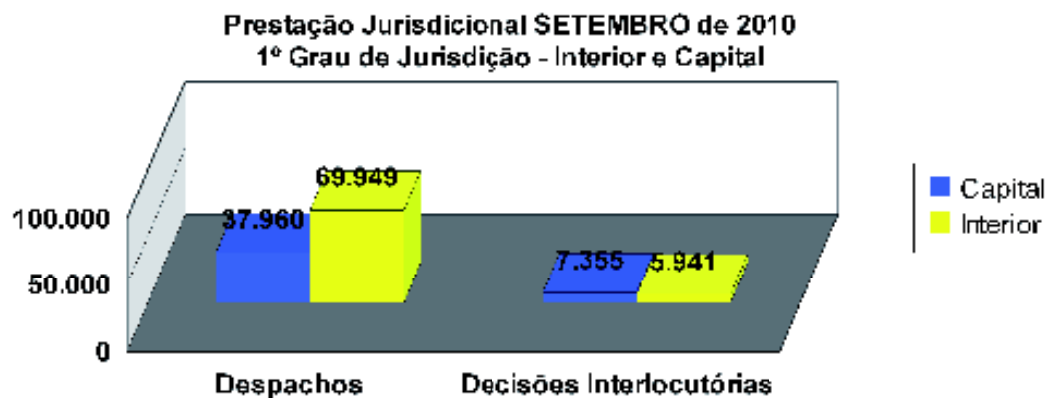 Prestação Jurisdicional SETEMBRO de 2010
1º Grau de Jurisdição - Interior e Capital
69.949
37.960
7.355
5.941
100.000
50.000
0
Despachos
Decisões Interlocutórias
Capital
Interior